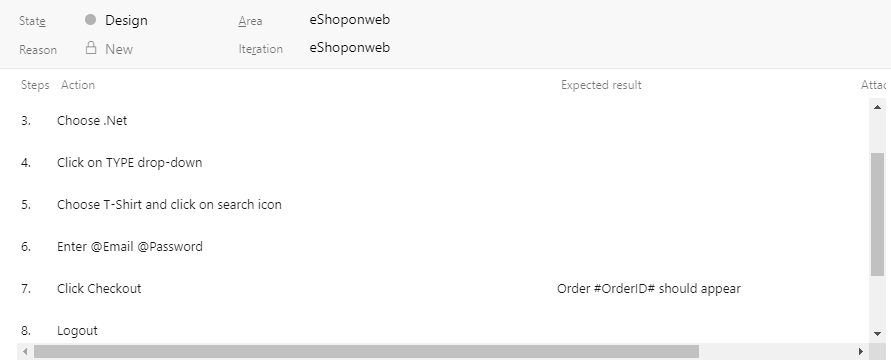 State Design Area eShoponweb
Reason New Iteration eShoponweb
Steps Action Expected result Attac
3. Choose .Net
4. Click on TYPE drop-down
5. Choose T-Shirt and click on search icon
6. Enter @Email @Password
7. Click Checkout Order #OrderID# should appear
8. Logout